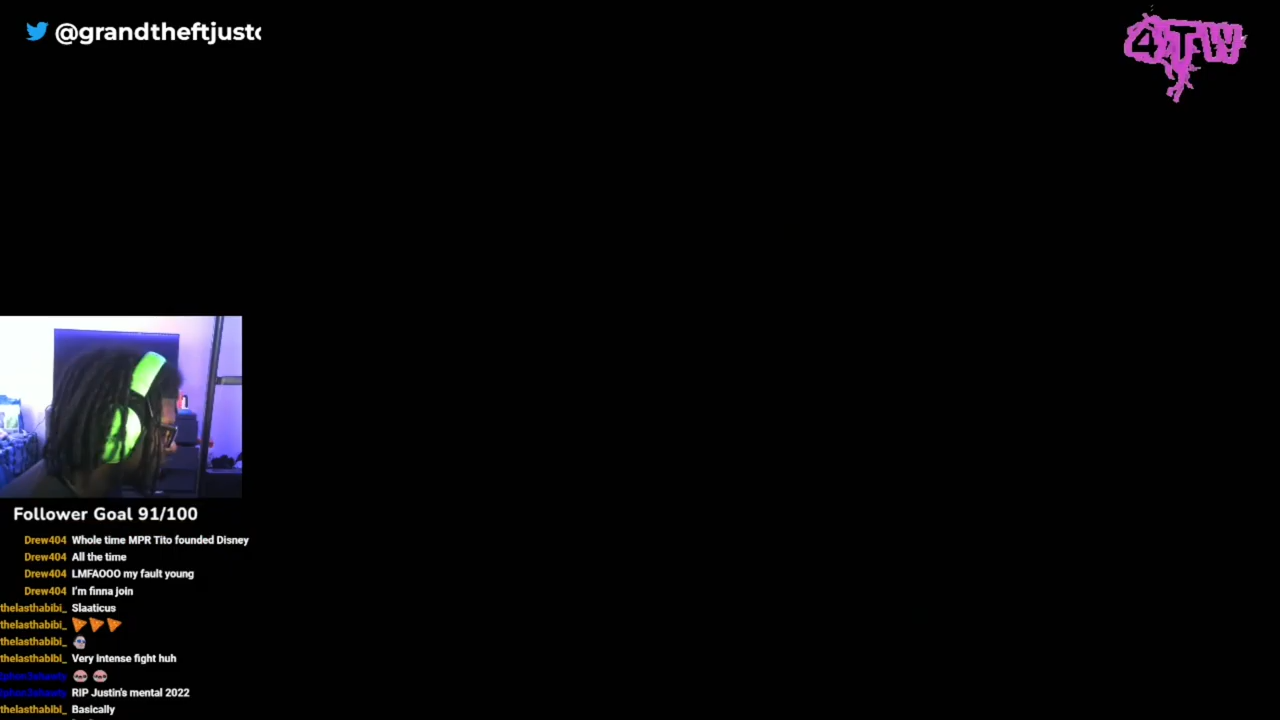 @grandtheftjustc
4TW
Follower Goal 91/100
Drew404 Whole time MPR Tito founded Disney
Drew404 All the time
Drew404 LMFAOOO my fault young
Drew404 I'm finna join
thelasthabibi_ Slaaticus
thelasthabibi_
thelasthabibi_
thelasthabibi_ Very Intense fight huh
RIP Justin's mental 2022
thelasthabibi_ Basically